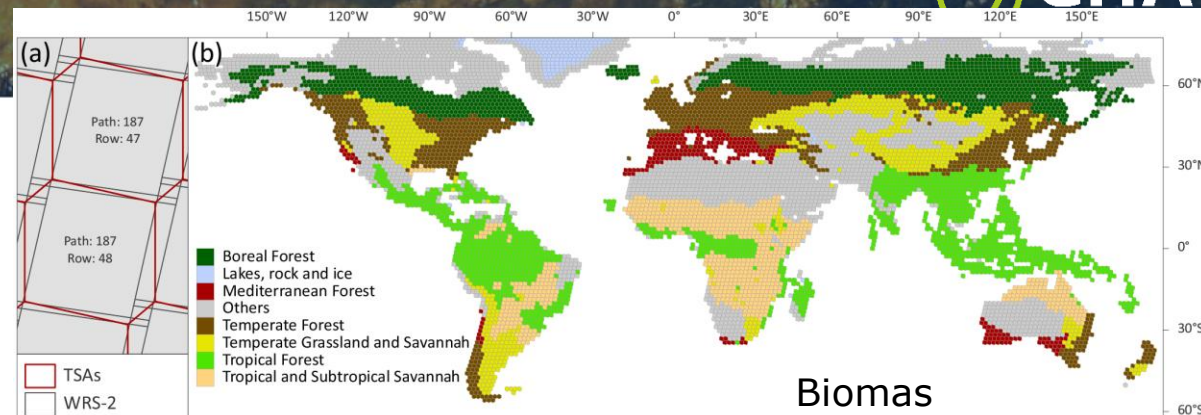 150°W 120°W 90°W 60°W 30°W 0° 30°E 60°E 90°E 120°E 150°E
(a)
(b)
Path: 187
Row: 47
Path: 187
Row: 48
TSAs
WRS-2
Boreal Forest
Lakes, rock and ice
Mediterranean Forest
Others
Temperate Forest
Temperate Grassland and Savannah
Tropical Forest
Tropical and Subtropical Savannah
Biomas
60°N
30°N
0°
30°S
60°S